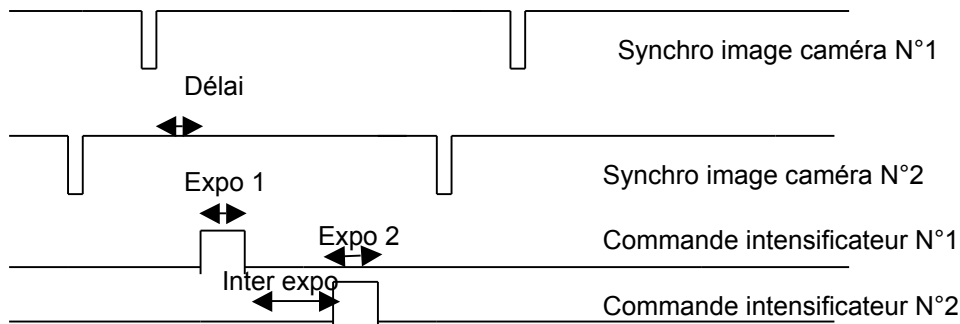 Synchro image caméra N°1
Délai
Synchro image caméra N°2
Expo 1
Expo 2
Commande intensificateur N°1
Inter expo
Commande intensificateur N°2